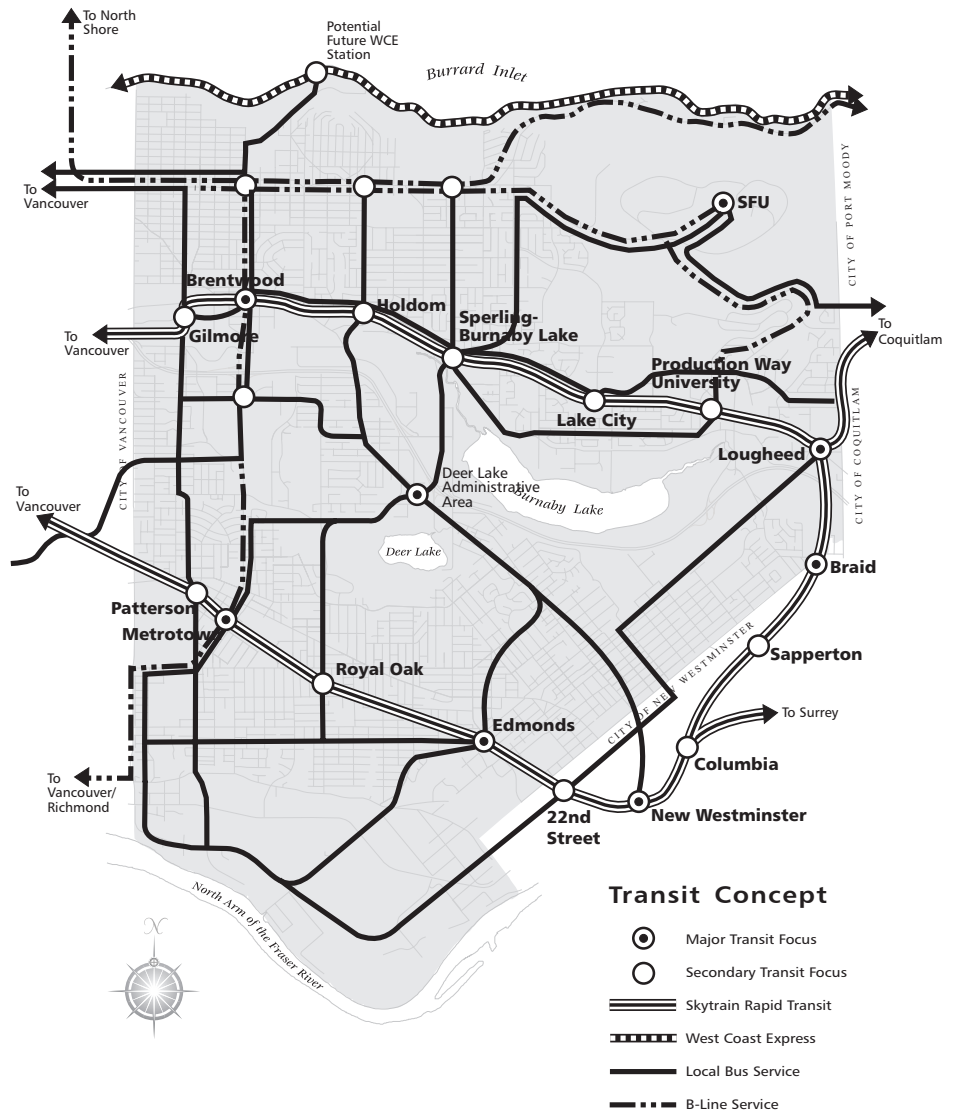 To North
Shore
Potential
Future WCE
Station
Burrard Inlet
To
Vancouver
SFU
CITY OF PORT MOODY
Brentwood
Holdom
Gilmore
To
Vancouver
Sperling-
Burnaby Lake
To
Coquitlam
Production Way
University
Lake City
CITY OF VANCOUVER
CITY OF COQUITLAM
Lougheed
Deer Lake
Administrative
Area
Burnaby Lake
To
Vancouver
Deer Lake
Braid
Patterson
Metrotown
CITY OF NEW WESTMINSTER
Sapperton
Royal Oak
To Surrey
Edmonds
Columbia
To
Vancouver/
Richmond
22nd
Street
New Westminster
North Arm of the Fraser River
N
Transit Concept
Major Transit Focus
Secondary Transit Focus
Skytrain Rapid Transit
West Coast Express
Local Bus Service
B-Line Service